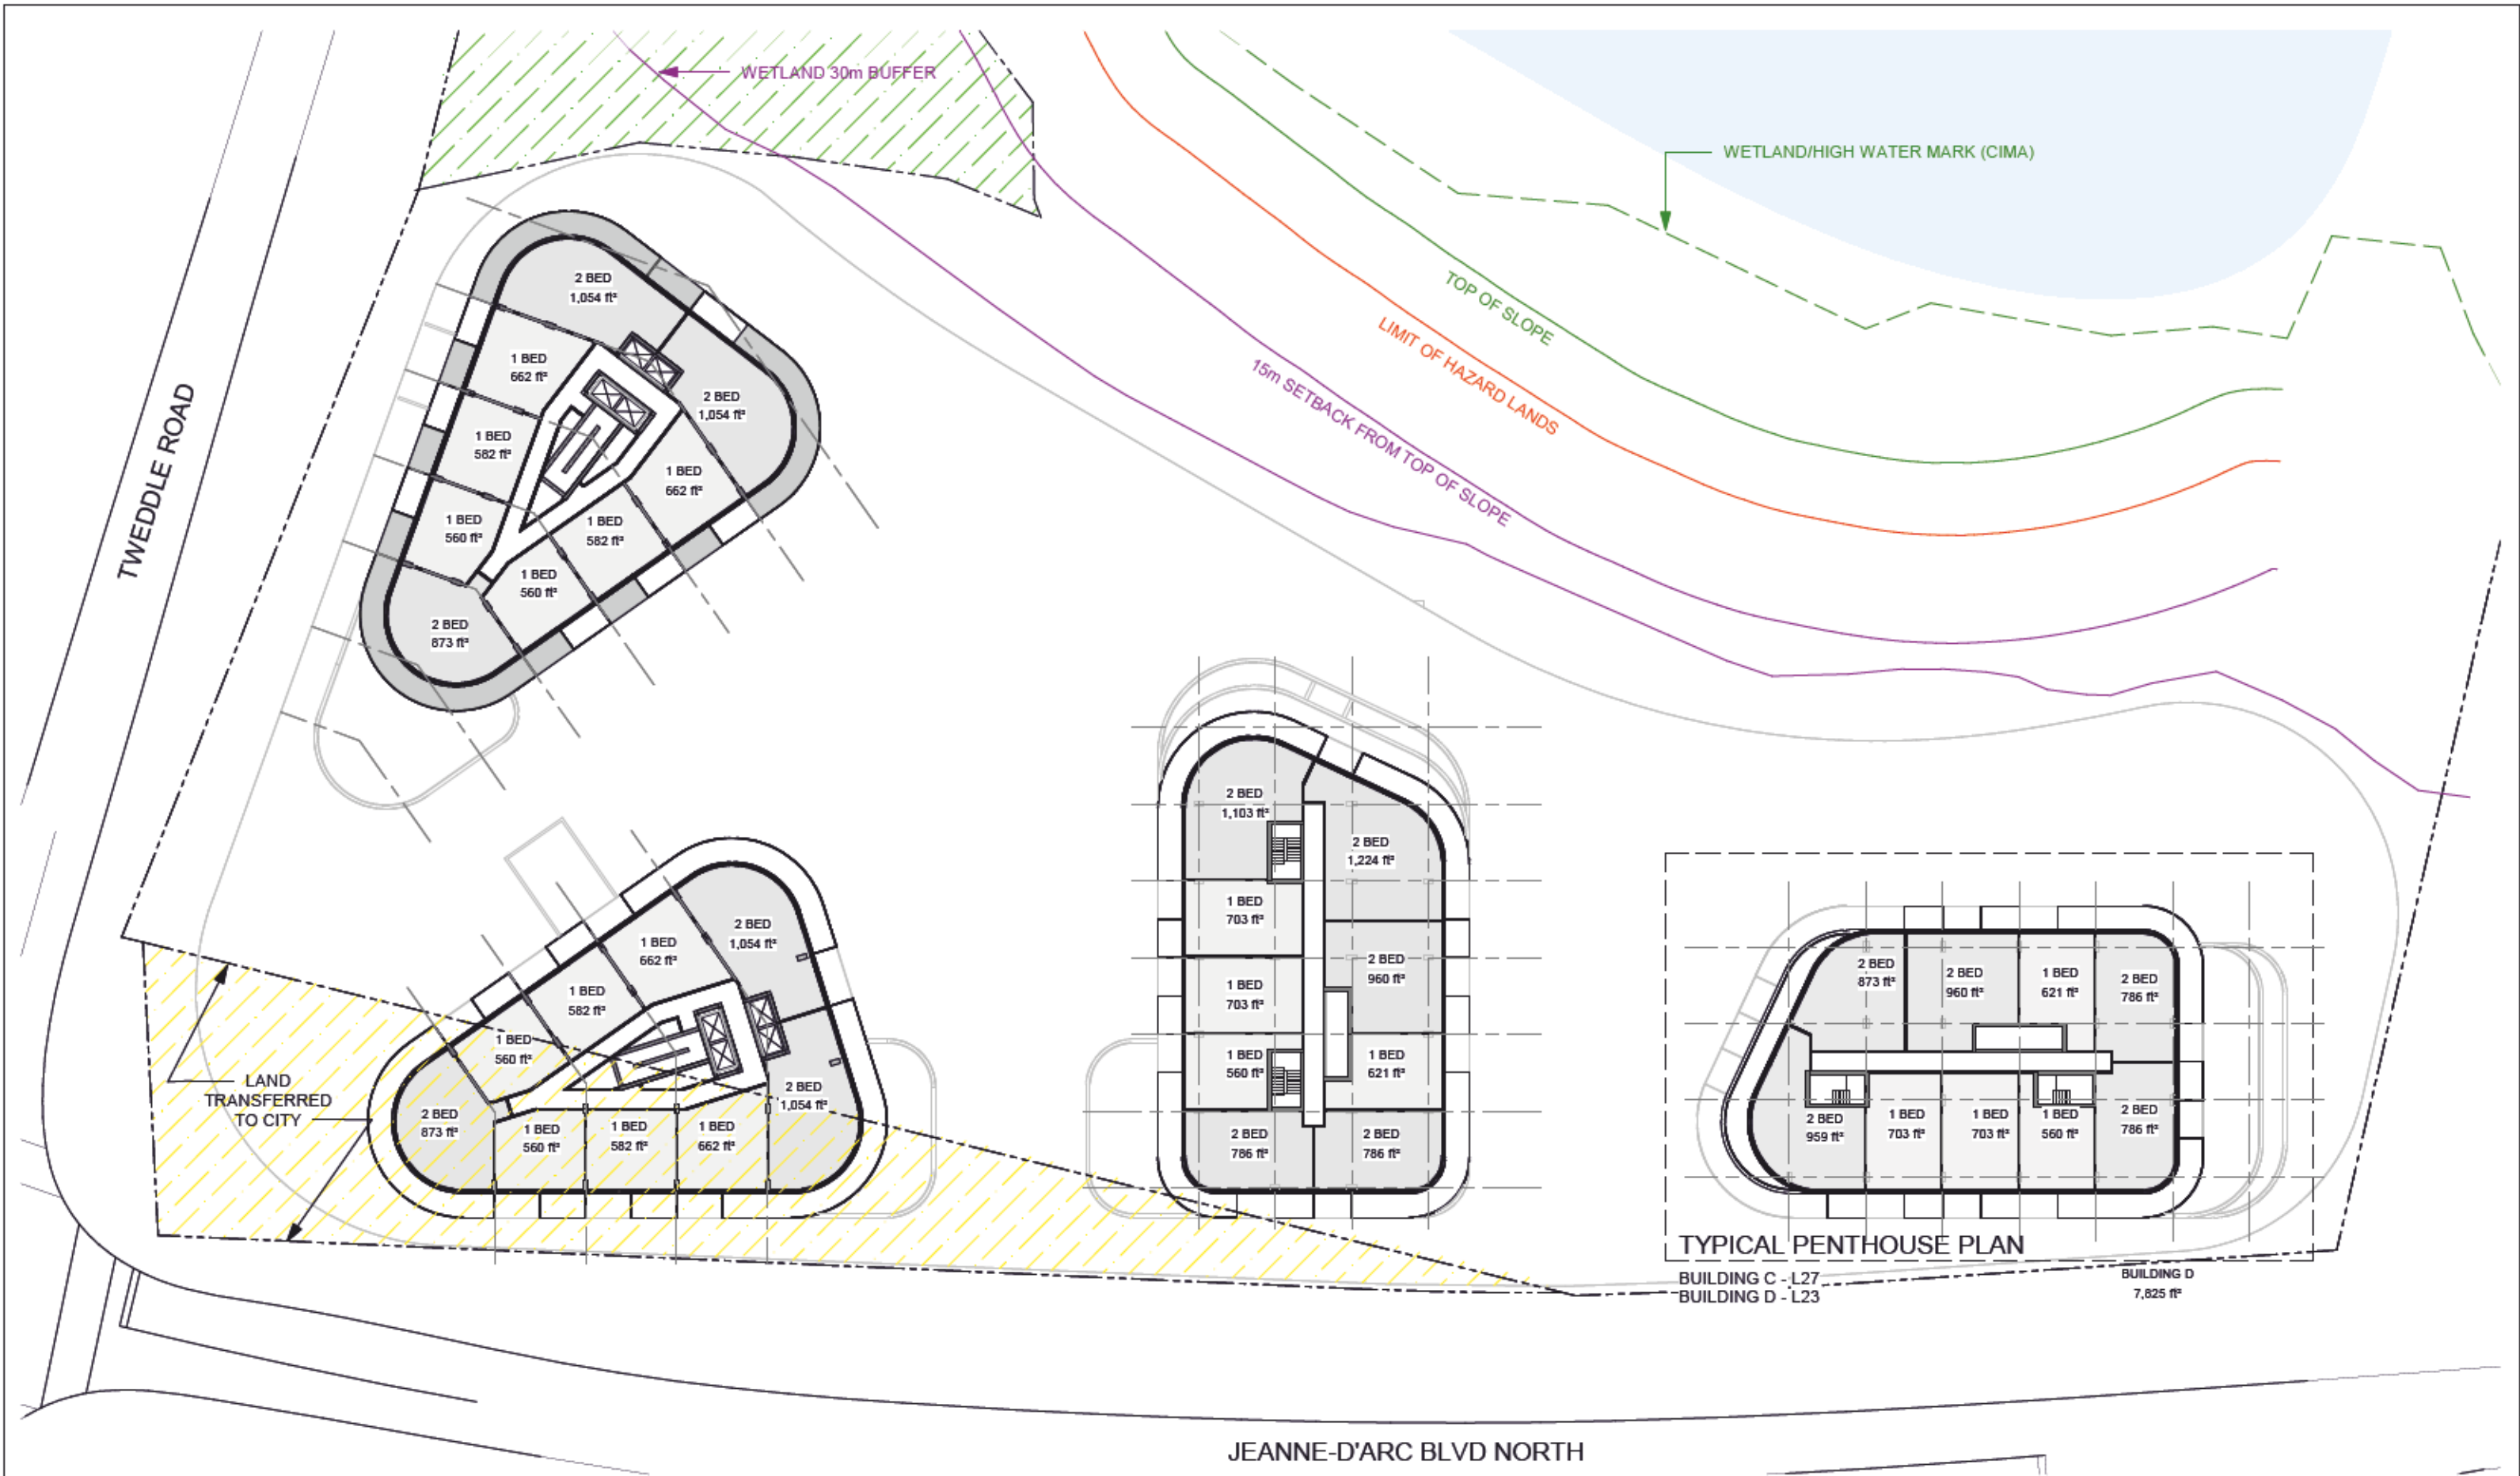 WETLAND 30m BUFFER
WETLAND/HIGH WATER MARK (CIMA)
TOP OF SLOPE
LIMIT OF HAZARD LANDS
15m SETBACK FROM TOP OF SLOPE
TWEDDLE ROAD
2 BED
1,054 ft²
1 BED
662 ft²
2 BED
1,054 ft²
1 BED
582 ft²
1 BED
662 ft²
1 BED
560 ft²
1 BED
582 ft²
1 BED
560 ft²
2 BED
873 ft²
2 BED
1,054 ft²
1 BED
662 ft²
1 BED
582 ft²
1 BED
560 ft²
2 BED
1,054 ft²
2 BED
873 ft²
1 BED
560 ft²
1 BED
582 ft²
1 BED
662 ft²
LAND
TRANSFERRED
TO CITY
2 BED
1,103 ft²
2 BED
1,224 ft²
1 BED
703 ft²
2 BED
960 ft²
1 BED
703 ft²
1 BED
560 ft²
1 BED
621 ft²
2 BED
786 ft²
2 BED
786 ft²
2 BED
873 ft²
2 BED
960 ft²
1 BED
621 ft²
2 BED
786 ft²
2 BED
959 ft²
1 BED
703 ft²
1 BED
703 ft²
1 BED
560 ft²
2 BED
786 ft²
TYPICAL PENTHOUSE PLAN
BUILDING C - L27
BUILDING D - L23
BUILDING D
7,825 ft²
JEANNE-D'ARC BLVD NORTH